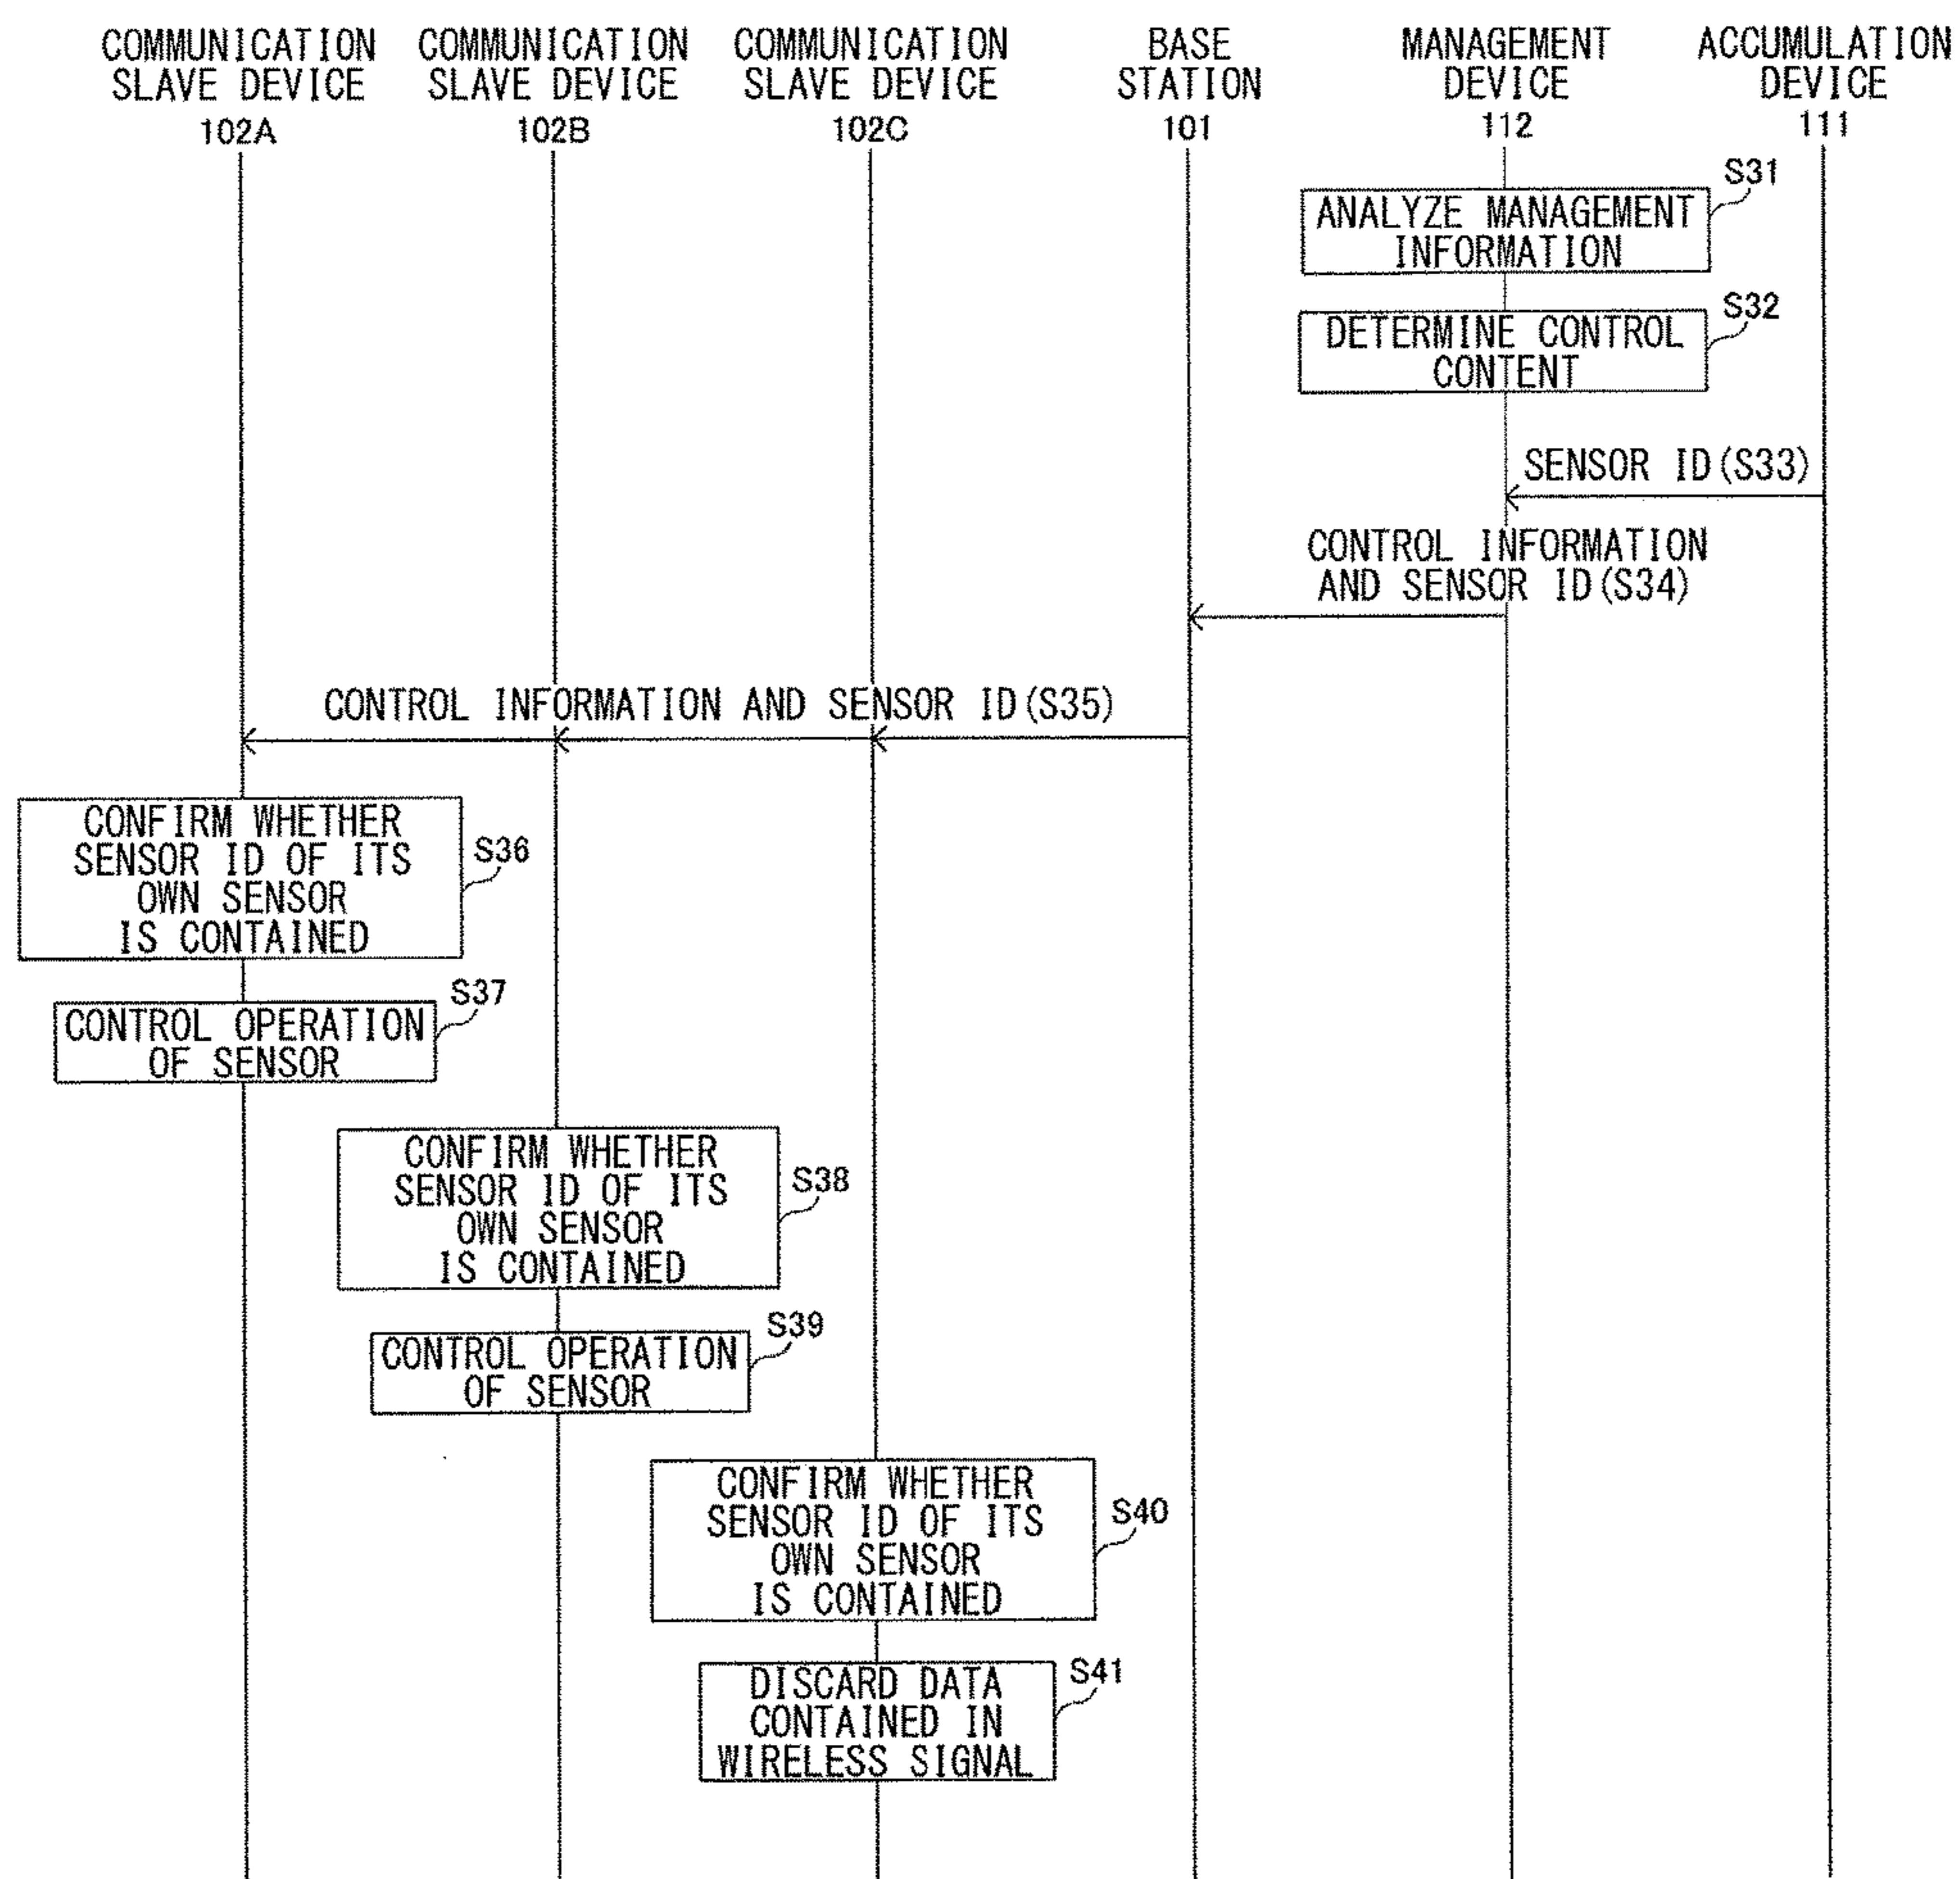 COMMUNICATION
SLAVE DEVICE
102A
COMMUNICATION
SLAVE DEVICE
102B
COMMUNICATION
SLAVE DEVICE
102C
BASE
STATION
101
MANAGEMENT
DEVICE
112
ACCUMULATION
DEVICE
111
S31
ANALYZE MANAGEMENT
INFORMATION
S32
DETERMINE CONTROL
CONTENT
SENSOR ID(S33)
CONTROL INFORMATION
AND SENSOR ID(S34)
CONTROL INFORMATION AND SENSOR ID(S35)
CONFIRM WHETHER
SENSOR ID OF ITS
OWN SENSOR
IS CONTAINED
S36
S37
CONTROL OPERATION
OF SENSOR
CONFIRM WHETHER
SENSOR ID OF ITS
OWN SENSOR
IS CONTAINED
S38
S39
CONTROL OPERATION
OF SENSOR
CONFIRM WHETHER
SENSOR ID OF ITS
OWN SENSOR
IS CONTAINED
S40
S41
DISCARD DATA
CONTAINED IN
WIRELESS SIGNAL